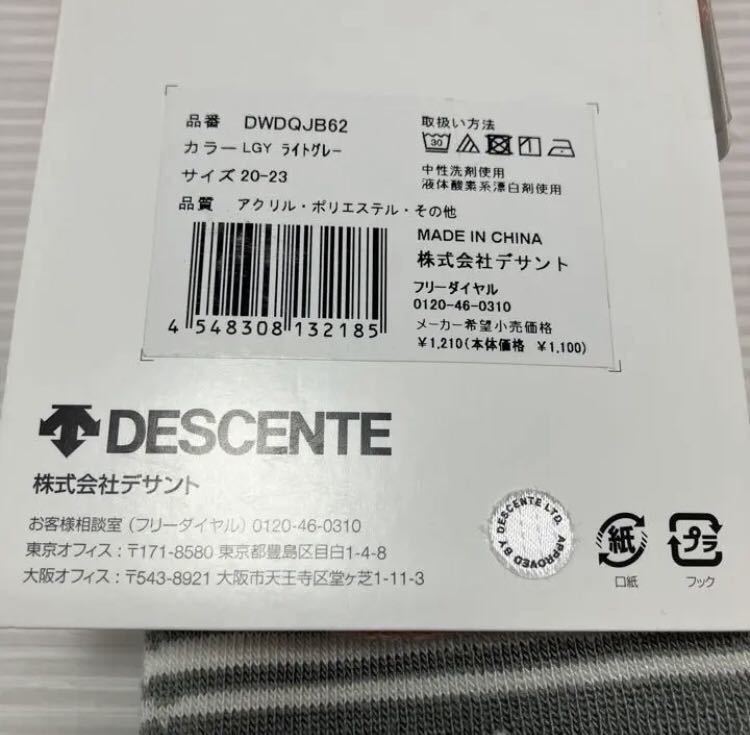 品番 DWDQJB62
カラー LGY ライトグレー
サイズ 20-23
品質 アクリル・ポリエステル・その他
4 548308 132185
取扱い方法
30
中性洗剤使用
液体酸素系漂白剤使用
MADE IN CHINA
株式会社デサント
フリーダイヤル
0120-46-0310
メーカー希望小売価格
¥1,210(本体価格 ¥1,100)
DESCENTE
株式会社デサント
お客様相談室(フリーダイヤル)0120-46-0310
東京オフィス:〒171-8580 東京都豊島区目白1-4-8
大阪オフィス:〒543-8921 大阪市天王寺区堂ヶ芝1-11-3
APPROVED BY DESCENTE LTD.
紙
口紙
プラ
フック